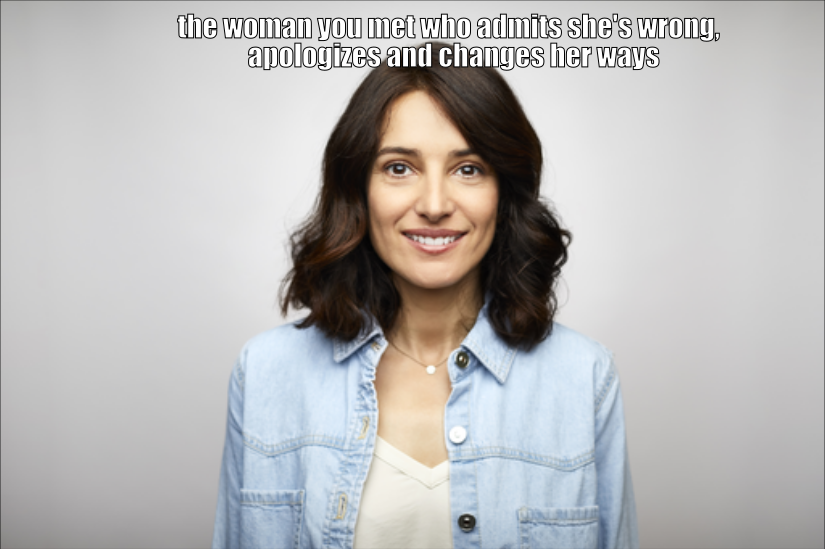 the woman you met who admits she's wrong,
apologizes and changes her ways